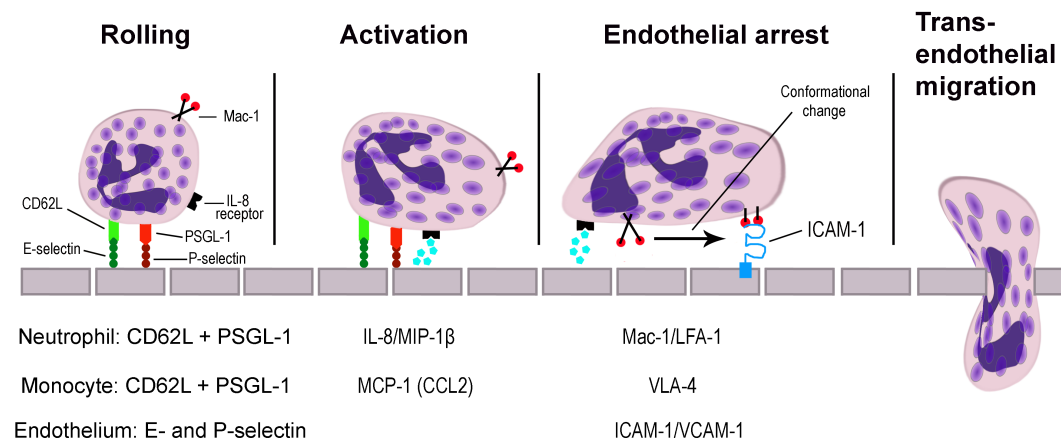 Rolling
Activation
Endothelial arrest
Trans-
endothelial
migration
Mac-1
CD62L
IL-8
receptor
PSGL-1
E-selectin
P-selectin
Conformational
change
ICAM-1
Neutrophil: CD62L + PSGL-1
IL-8/MIP-1β
Mac-1/LFA-1
Monocyte: CD62L + PSGL-1
MCP-1 (CCL2)
VLA-4
Endothelium: E- and P-selectin
ICAM-1/VCAM-1